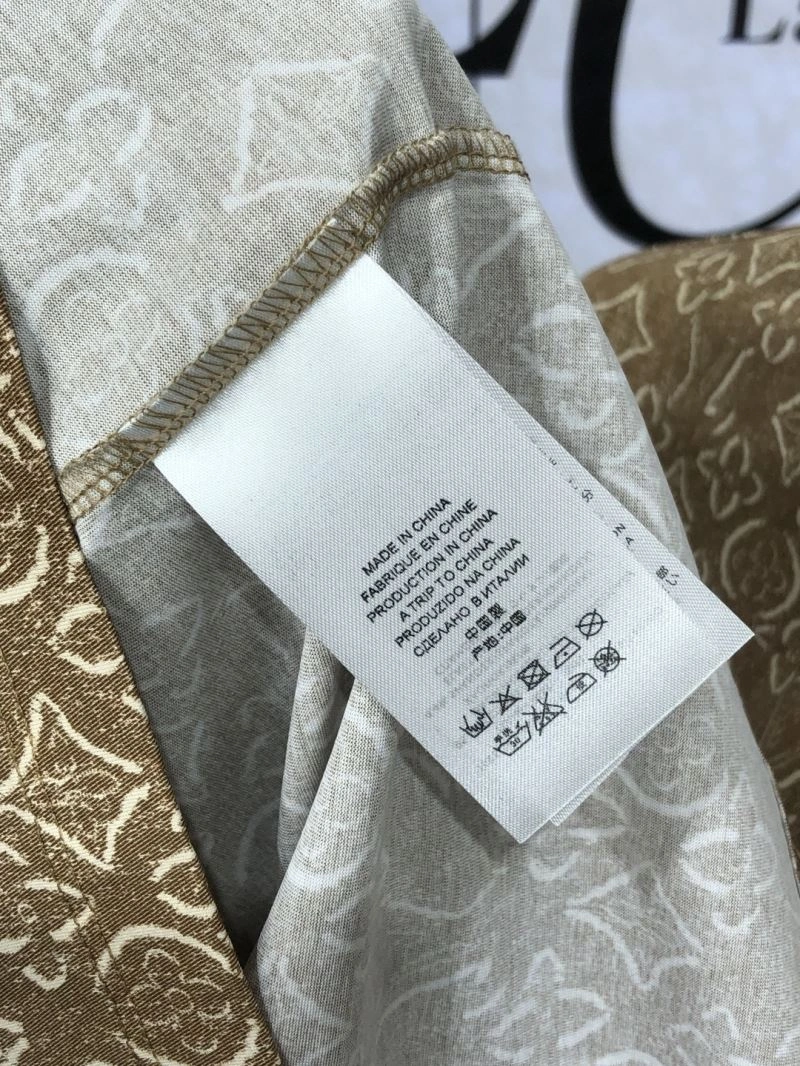 MADE IN CHINA
FABRIQUE EN CHINE
PRODUCTION IN CHINA
A TRIP TO CHINA
PRODUZIDO NA CHINA
СДЕЛАНО В ИТАЛИИ
中国製
产地:中国